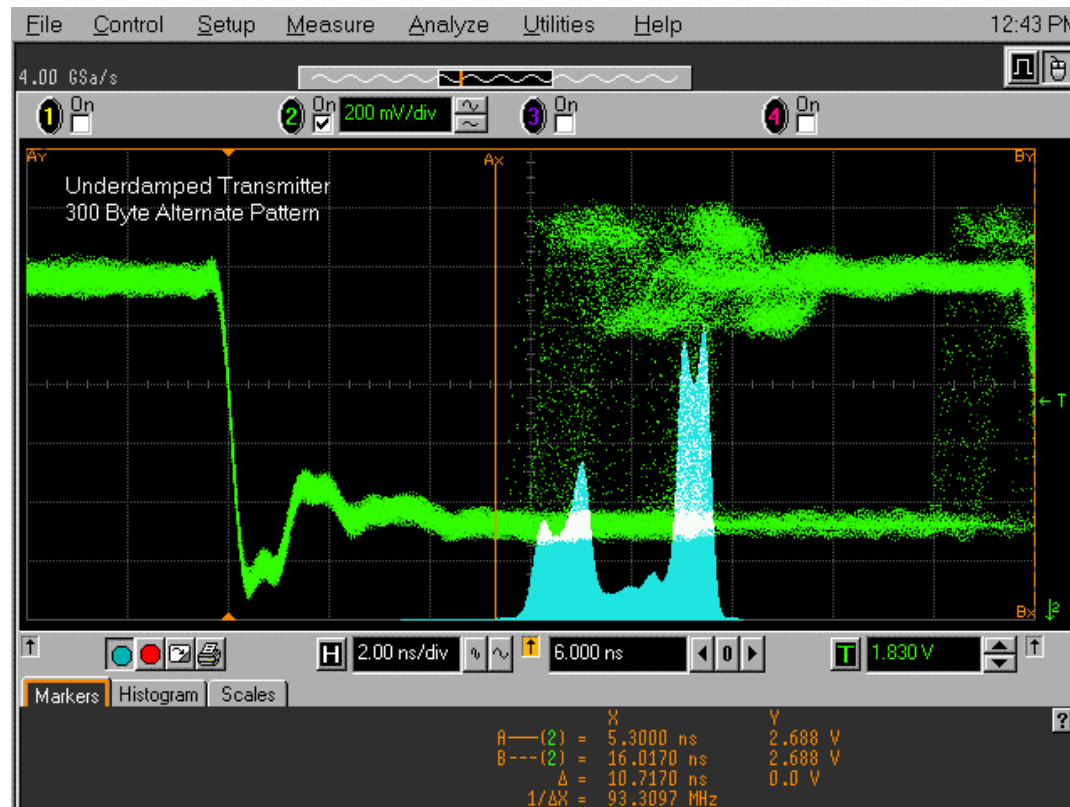 File Control Setup Measure Analyze Utilities Help 12:43 PM
4.00 GSa/s
1 On 2 On 200 mV/div 3 On 4 On
AY Ax BY
Underdamped Transmitter
300 Byte Alternate Pattern
T
Bx 2
H 2.00 ns/div 6.000 ns 0 T 1.830 V
Markers Histogram Scales
?
X Y
A——(2) = 5.3000 ns 2.688 V
B---(2) = 16.0170 ns 2.688 V
Δ = 10.7170 ns 0.0 V
1/ΔX = 93.3097 MHz